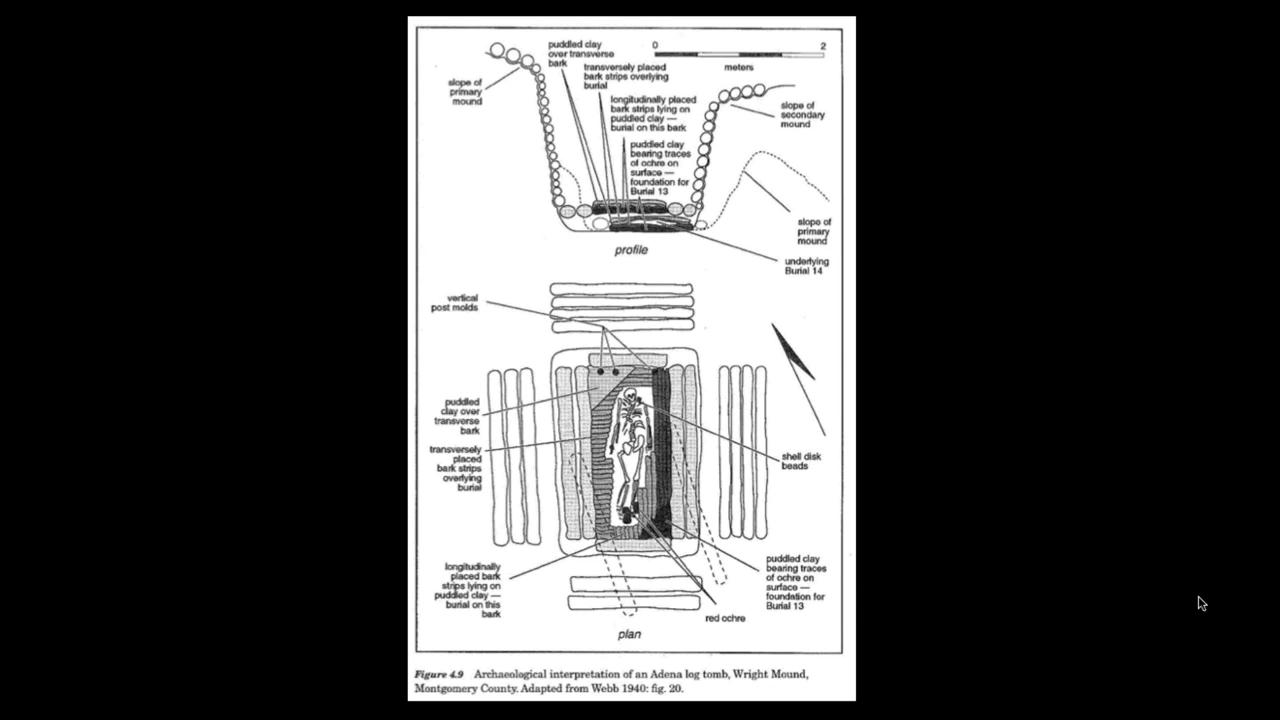 puddled clay
over transverse
bark
0
2
meters
transversely placed
bark strips overlying
burial
slope of
primary
mound
longitudinally placed
bark strips lying on
puddled clay —
burial on this bark
slope of
secondary
mound
puddled clay
bearing traces
of ochre on
surface —
foundation for
Burial 13
slope of
primary
mound
profile
underlying
Burial 14
vertical
post molds
puddled
clay over
transverse
bark
transversely
placed
bark strips
overlying
burial
shell disk
beads
longitudinally
placed bark
strips lying on
puddled clay —
burial on this
bark
puddled clay
bearing traces
of ochre on
surface —
foundation for
Burial 13
red ochre
plan
Figure 4.9 Archaeological interpretation of an Adena log tomb, Wright Mound,
Montgomery County. Adapted from Webb 1940: fig. 20.